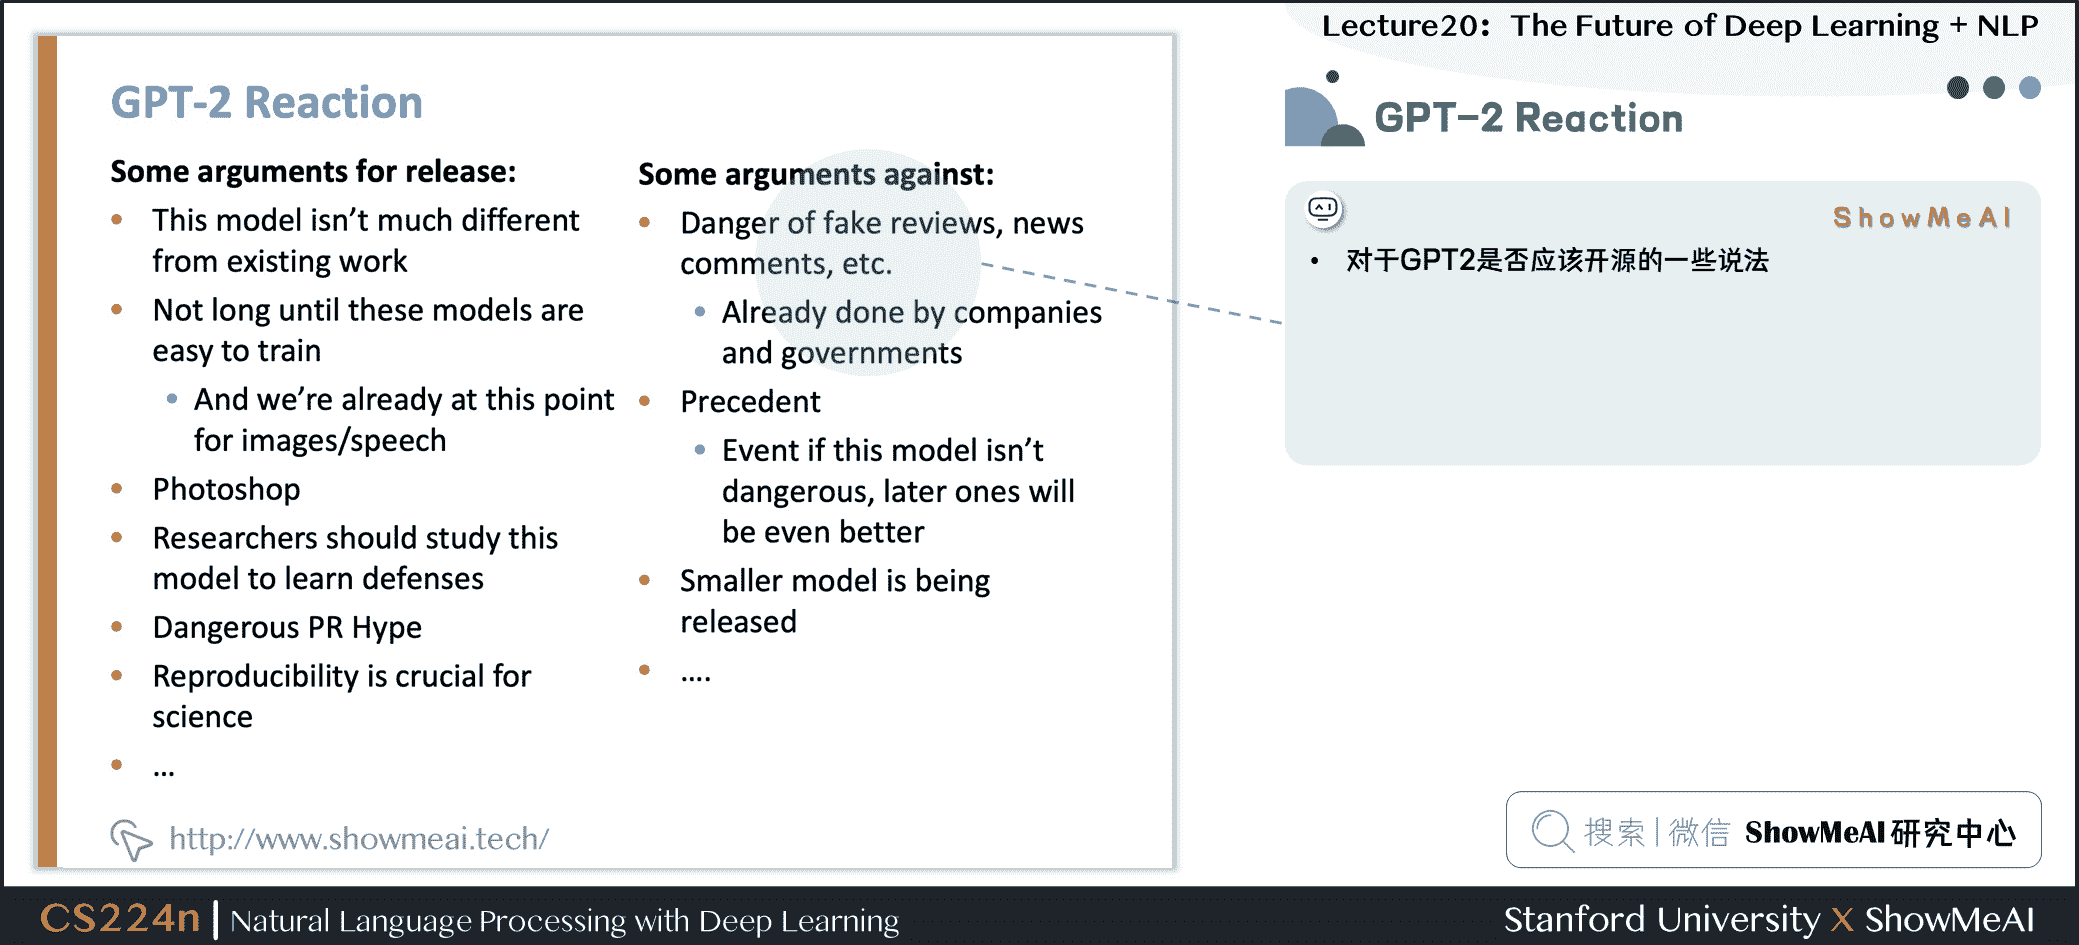 Lecture20: The Future of Deep Learning + NLP
GPT-2 Reaction
Some arguments for release:
• This model isn't much different
from existing work
• Not long until these models are
easy to train
• And we're already at this point
for images/speech
• Photoshop
• Researchers should study this
model to learn defenses
• Dangerous PR Hype
• Reproducibility is crucial for
science
• ...
Some arguments against:
• Danger of fake reviews, news
comments, etc.
• Already done by companies
and governments
• Precedent
• Event if this model isn't
dangerous, later ones will
be even better
• Smaller model is being
released
• ....
http://www.showmeai.tech/
GPT-2 Reaction
ShowMeAI
• 对于GPT2是否应该开源的一些说法
搜索|微信 ShowMeAI研究中心
CS224n | Natural Language Processing with Deep Learning
Stanford University X ShowMeAI